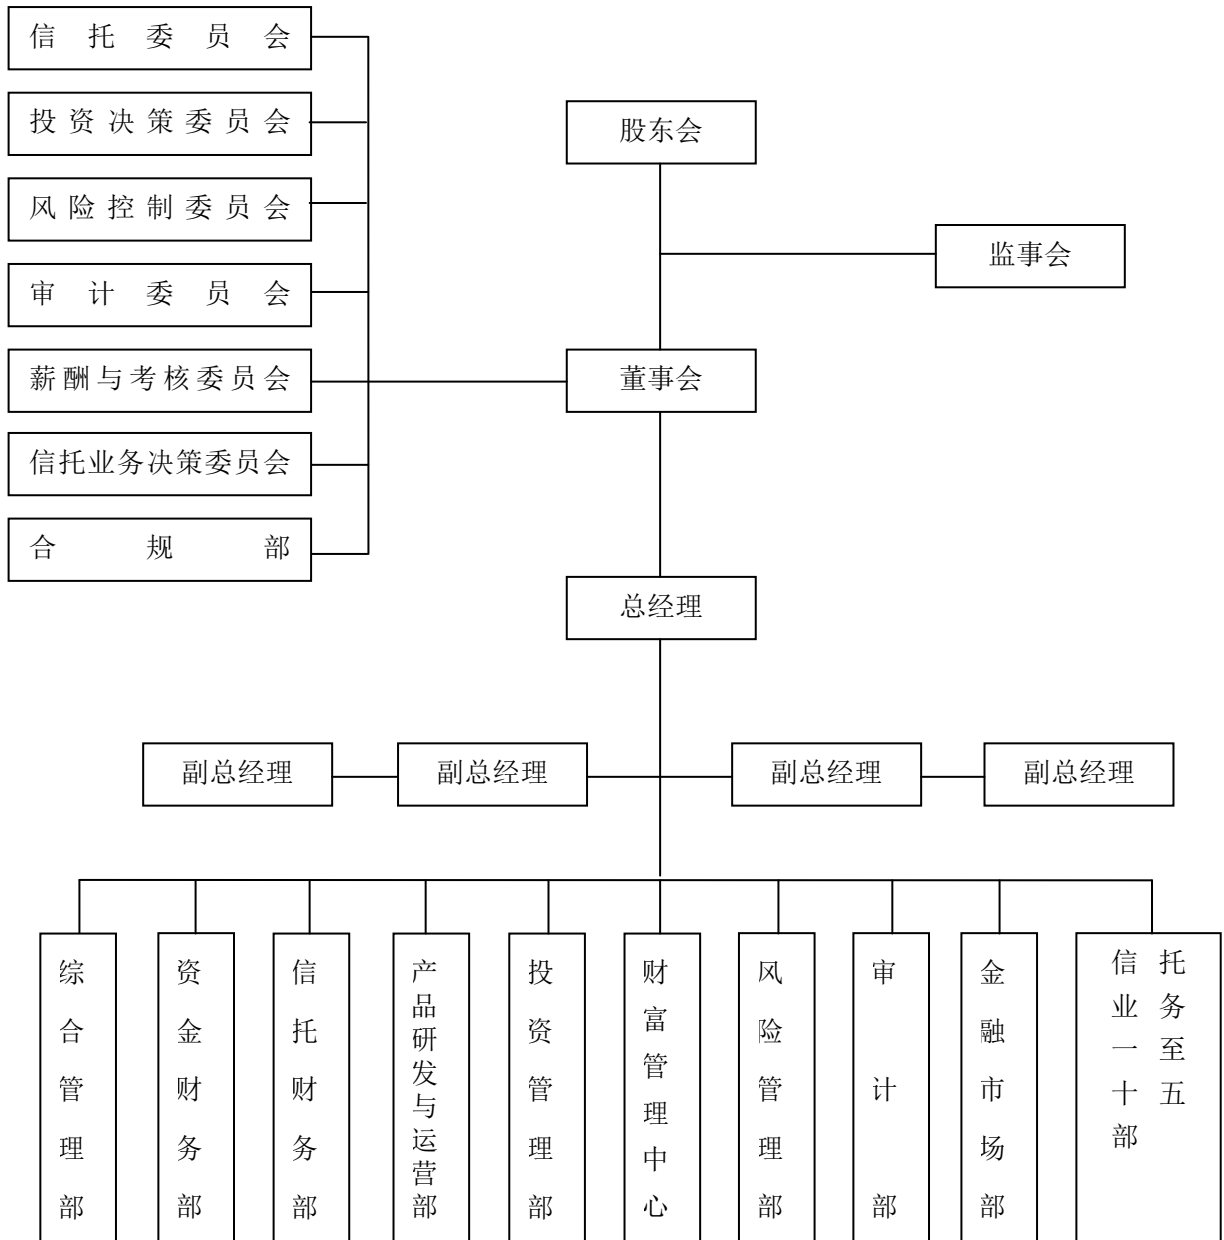 信托委员会
投资决策委员会
风险控制委员会
审计委员会
薪酬与考核委员会
信托业务决策委员会
合规部
股东会
监事会
董事会
总经理
副总经理
副总经理
副总经理
副总经理
综合管理部
资金财务部
信托财务部
产品研发与运营部
投资管理部
财富管理中心
风险管理部
审计部
金融市场部
信托
业务
一至
十五
部